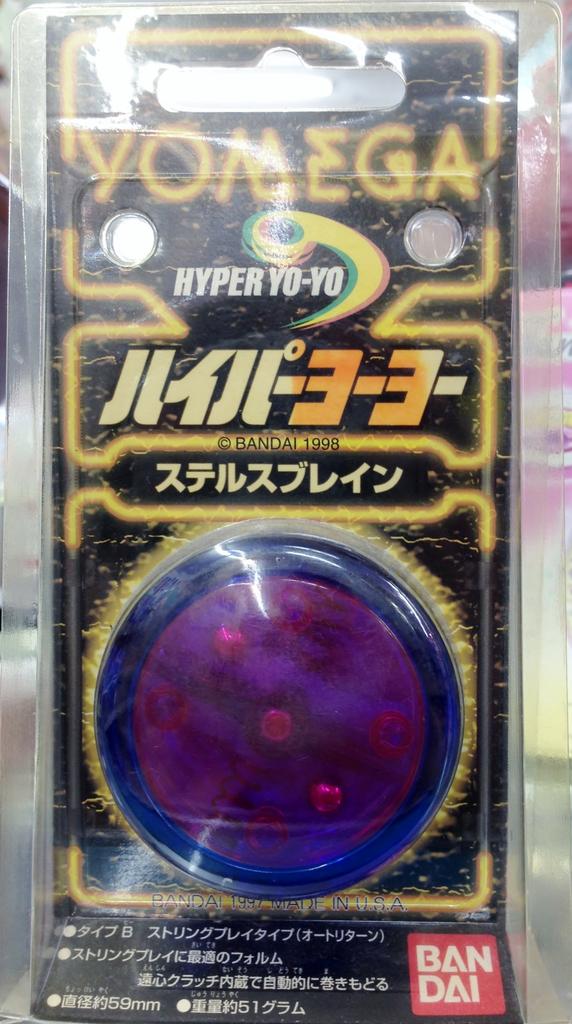 YOMEGA
HYPER YO-YO
ハイパーヨーヨー
© BANDAI 1998
ステルスブレイン
BANDAI 1997 MADE IN U.S.A.
●タイプB ストリングプレイタイプ(オートリターン)
●ストリングプレイに最適のフォルム
遠心クラッチ内蔵で自動的に巻きもどる
●直径約59mm ●重量約51グラム
BAN
DAI